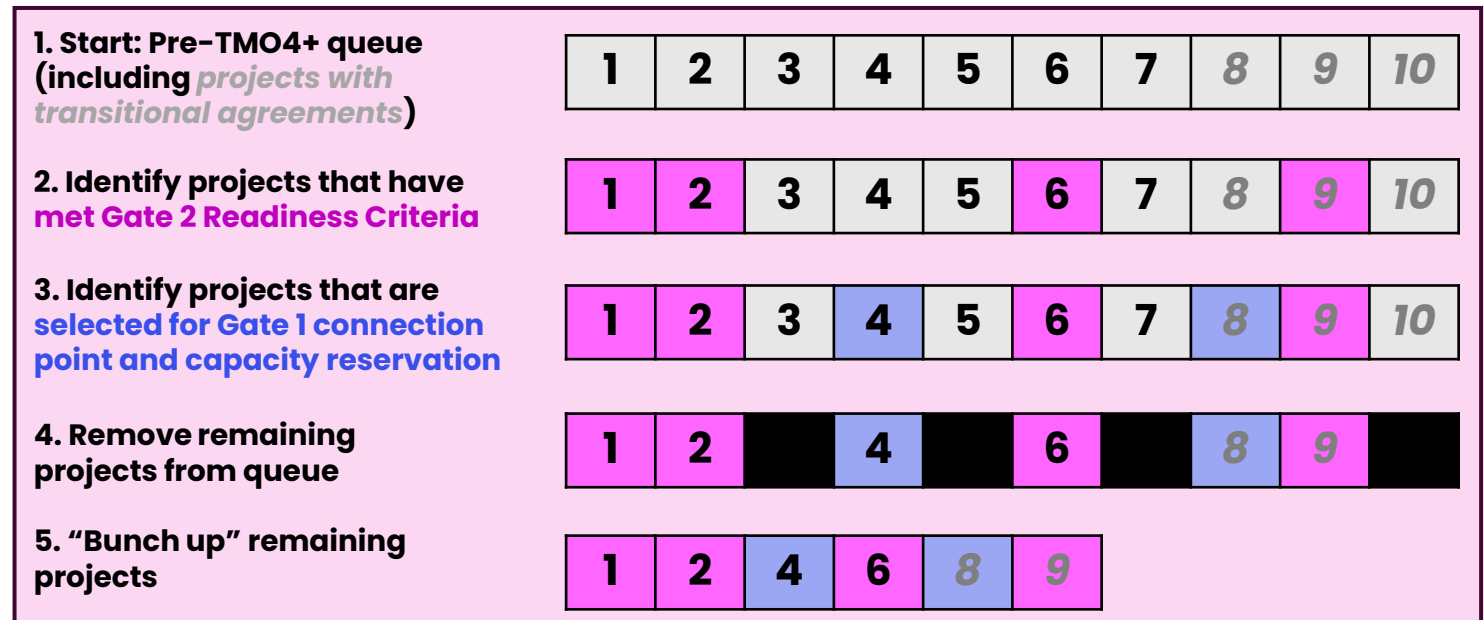 1. Start: Pre-TMO4+ queue
(including projects with
transitional agreements)
1 2 3 4 5 6 7 8 9 10
2. Identify projects that have
met Gate 2 Readiness Criteria
1 2 3 4 5 6 7 8 9 10
3. Identify projects that are
selected for Gate 1 connection
point and capacity reservation
1 2 3 4 5 6 7 8 9 10
4. Remove remaining
projects from queue
1 2 4 6 8 9
5. “Bunch up” remaining
projects
1 2 4 6 8 9